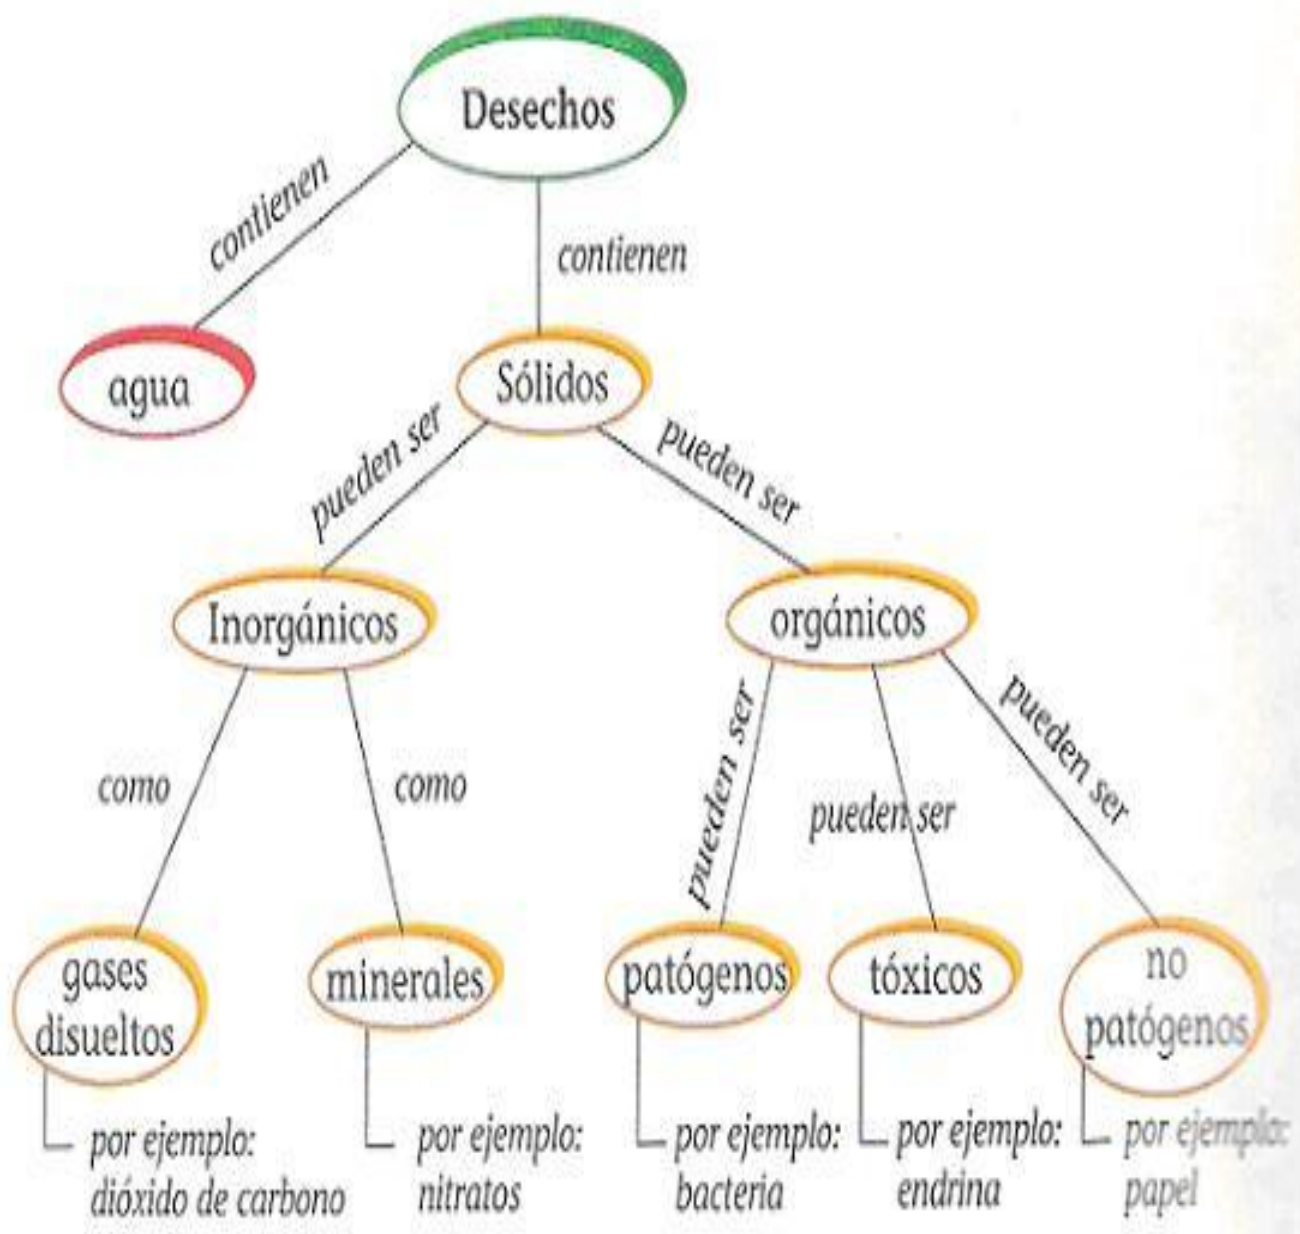 Desechos
contienen
contienen
agua
Sólidos
pueden ser
pueden ser
Inorgánicos
orgánicos
como
como
pueden ser
pueden ser
pueden ser
gases
disueltos
minerales
patógenos
tóxicos
no
patógenos
por ejemplo:
dióxido de carbono
por ejemplo:
nitratos
por ejemplo:
bacteria
por ejemplo:
endrina
por ejemplo:
papel